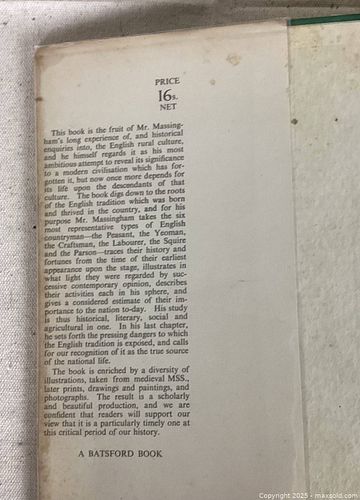 PRICE
16s.
NET
This book is the fruit of Mr. Massing-
ham's long experience of, and historical
enquiries into, the English rural culture,
and he himself regards it as his most
ambitious attempt to reveal its significance
to a modern civilisation which has for-
gotten it, but now once more depends for
its life upon the descendants of that
culture. The book digs down to the roots
of the English tradition which was born
and thrived in the country, and for his
purpose Mr. Massingham takes the six
most representative types of English
countryman—the Peasant, the Yeoman,
the Craftsman, the Labourer, the Squire
and the Parson—traces their history and
fortunes from the time of their earliest
appearance upon the stage, illustrates in
what light they were regarded by suc-
cessive contemporary opinion, describes
their activities each in his sphere, and
gives a considered estimate of their im-
portance to the nation to-day. His study
is thus historical, literary, social and
agricultural in one. In his last chapter,
he sets forth the pressing dangers to which
the English tradition is exposed, and calls
for our recognition of it as the true source
of the national life.
The book is enriched by a diversity of
illustrations, taken from medieval MSS.,
later prints, drawings and paintings, and
photographs. The result is a scholarly
and beautiful production, and we are
confident that readers will support our
view that it is a particularly timely one at
this critical period of our history.
A BATSFORD BOOK
Copyright 2025 - maxsold.com